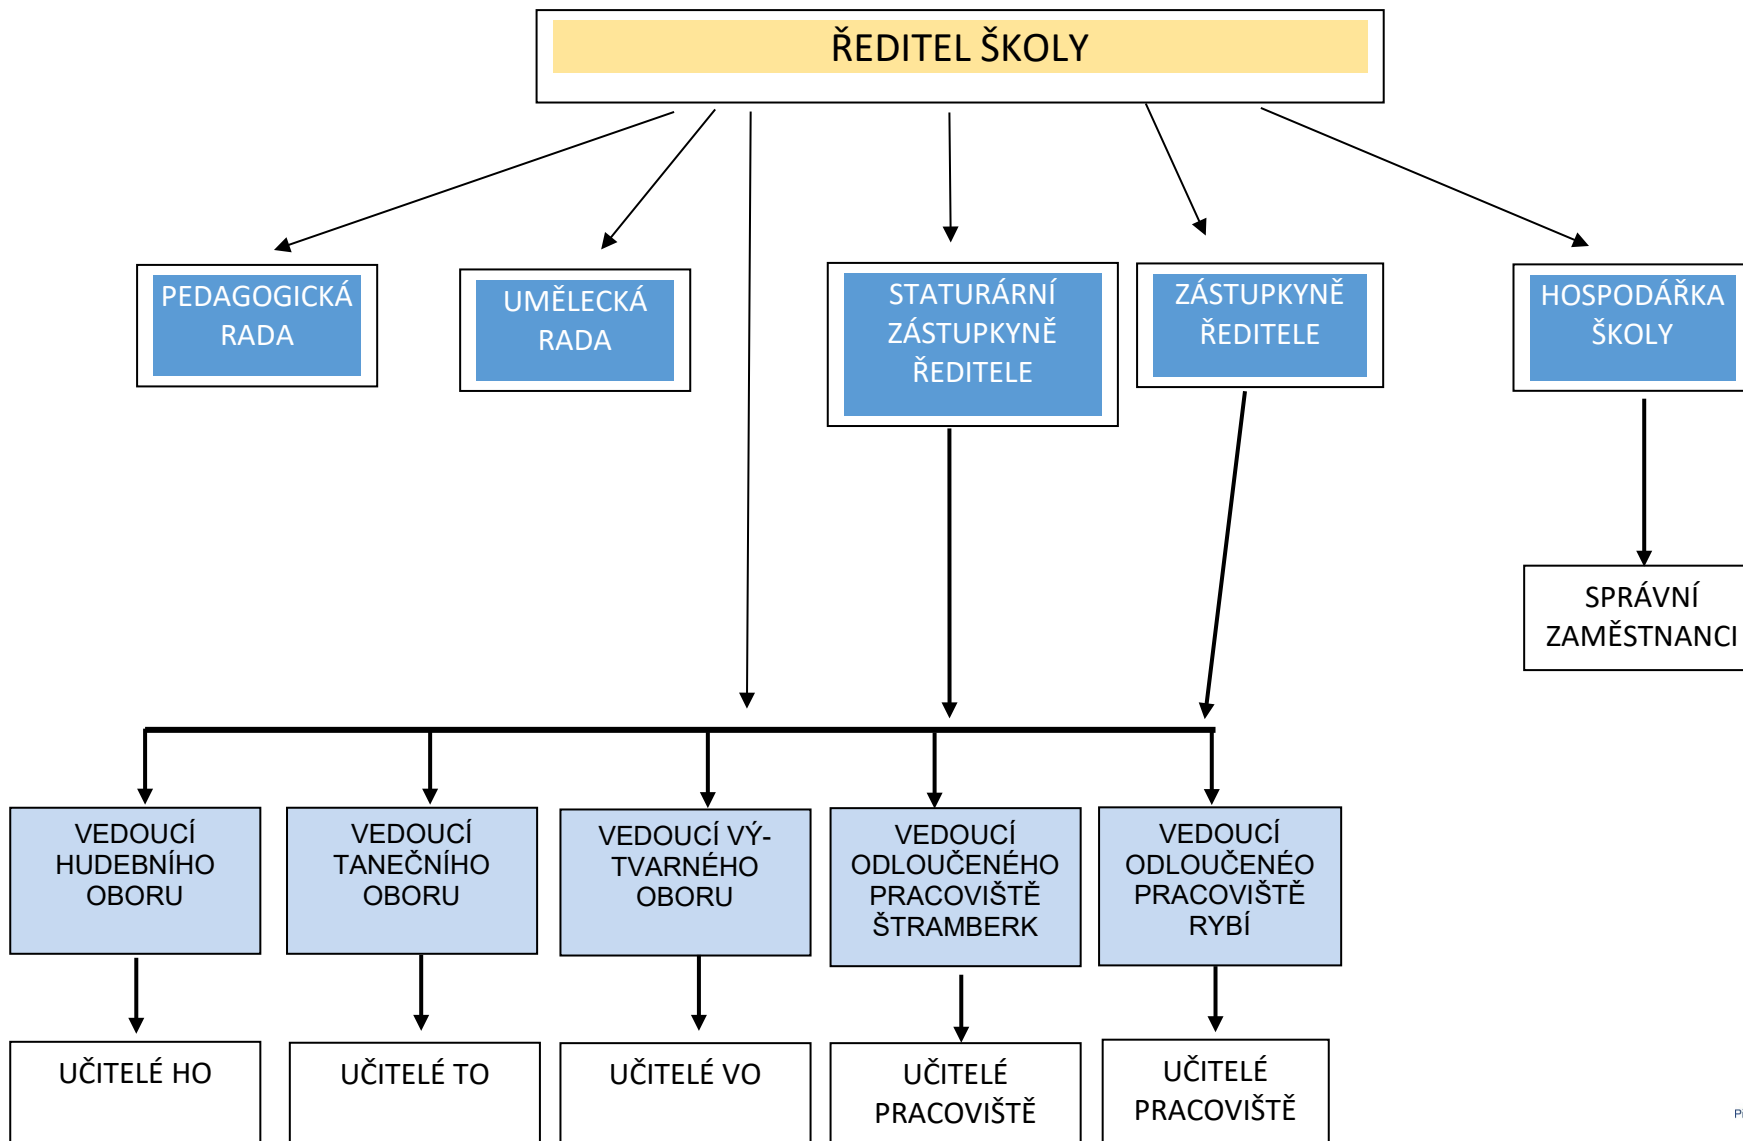 ŘEDITEL ŠKOLY
PEDAGOGICKÁ
RADA
UMĚLECKÁ
RADA
STATURÁRNÍ
ZÁSTUPKYNĚ
ŘEDITELE
ZÁSTUPKYNĚ
ŘEDITELE
HOSPODÁŘKA
ŠKOLY
SPRÁVNÍ
ZAMĚSTNANCI
VEDOUCÍ
HUDEBNÍHO
OBORU
VEDOUCÍ
TANEČNÍHO
OBORU
VEDOUCÍ VÝ-
TVARNÉHO
OBORU
VEDOUCÍ
ODLOUČENÉHO
PRACOVIŠTĚ
ŠTRAMBERK
VEDOUCÍ
ODLOUČENÉO
PRACOVIŠTĚ
RYBÍ
UČITELÉ HO
UČITELÉ TO
UČITELÉ VO
UČITELÉ
PRACOVIŠTĚ
UČITELÉ
PRACOVIŠTĚ